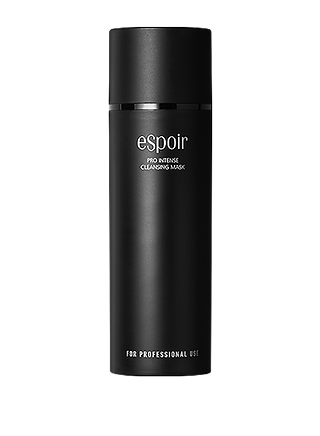 espoir
PRO INTENSE
CLEANSING MASK
FOR PROFESSIONAL USE